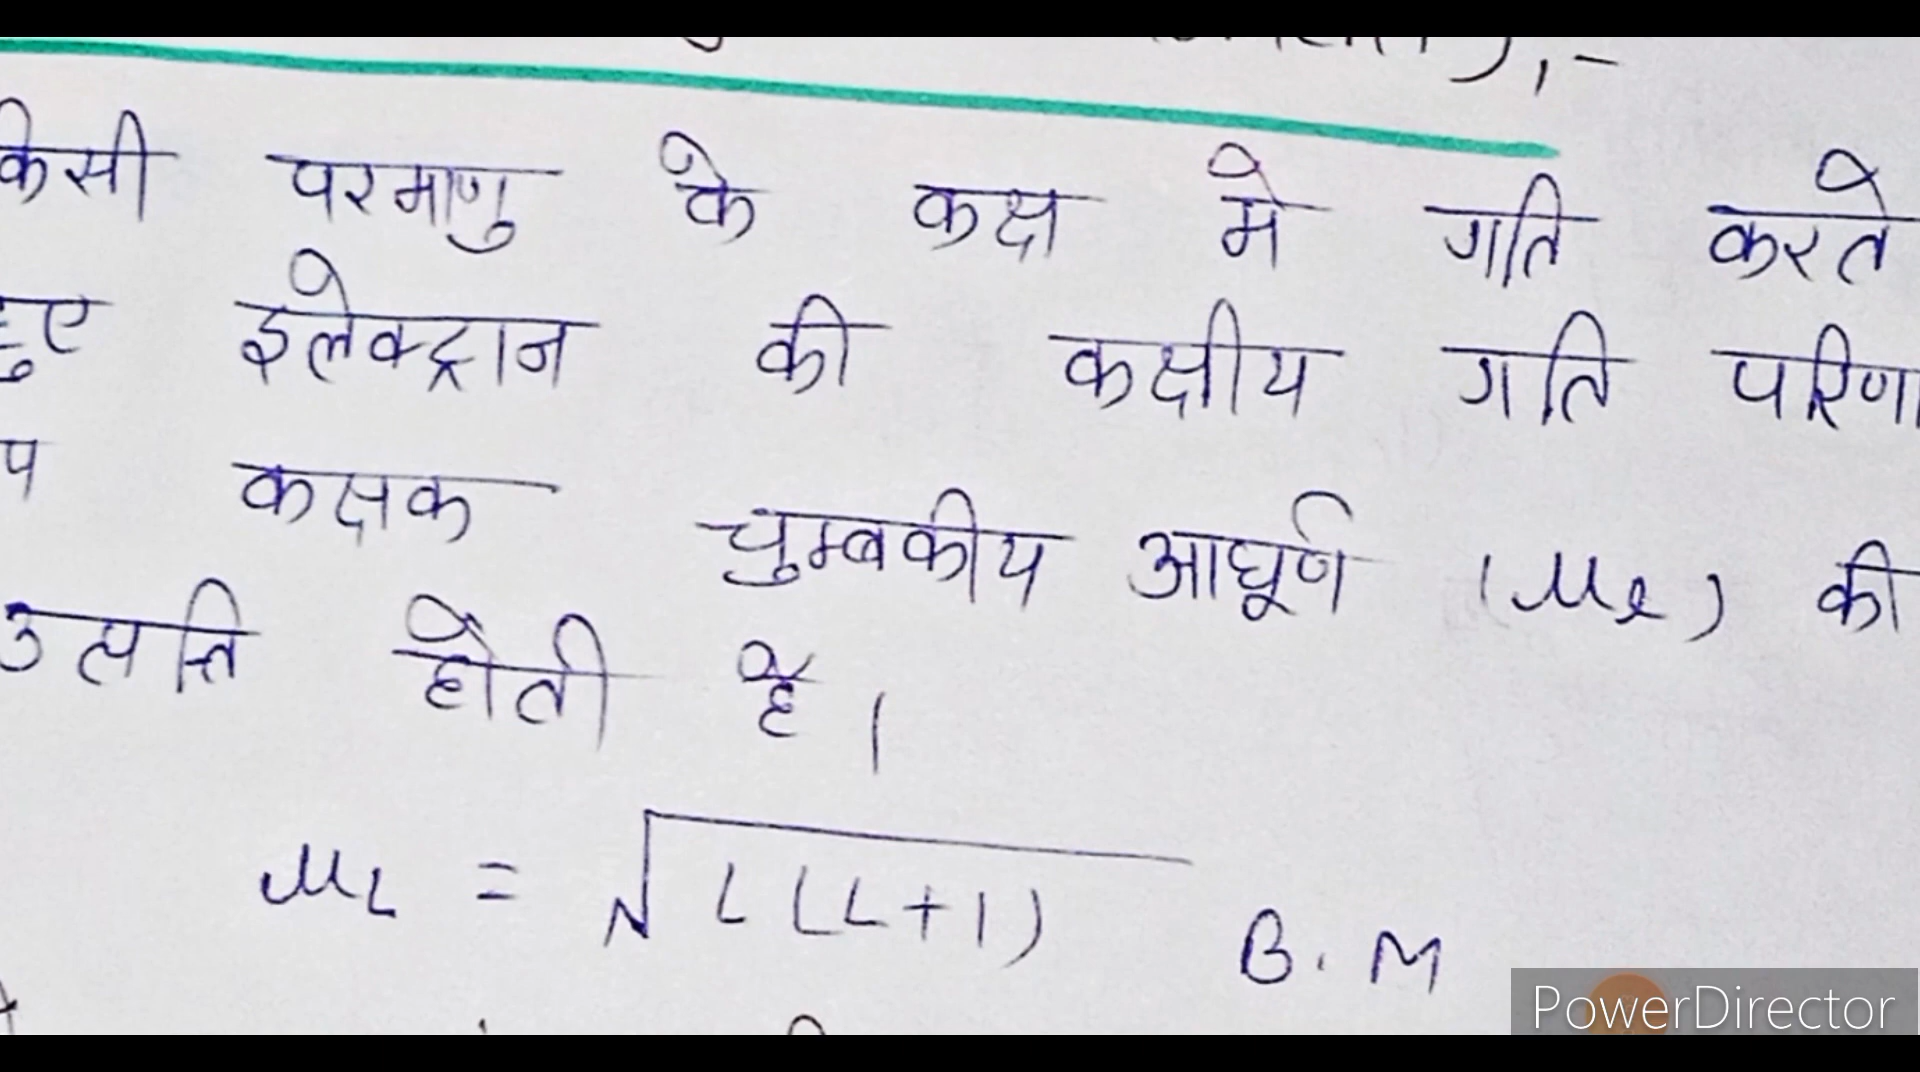 किसी परमाणु के कक्ष मे गति करते
हुए इलेक्ट्रान की कक्षीय गति परिणा
प कक्षक चुम्बकीय आघूर्ण (μL) की
उत्पत्ति होती है।
μL = √L(L+1) B.M
PowerDirector